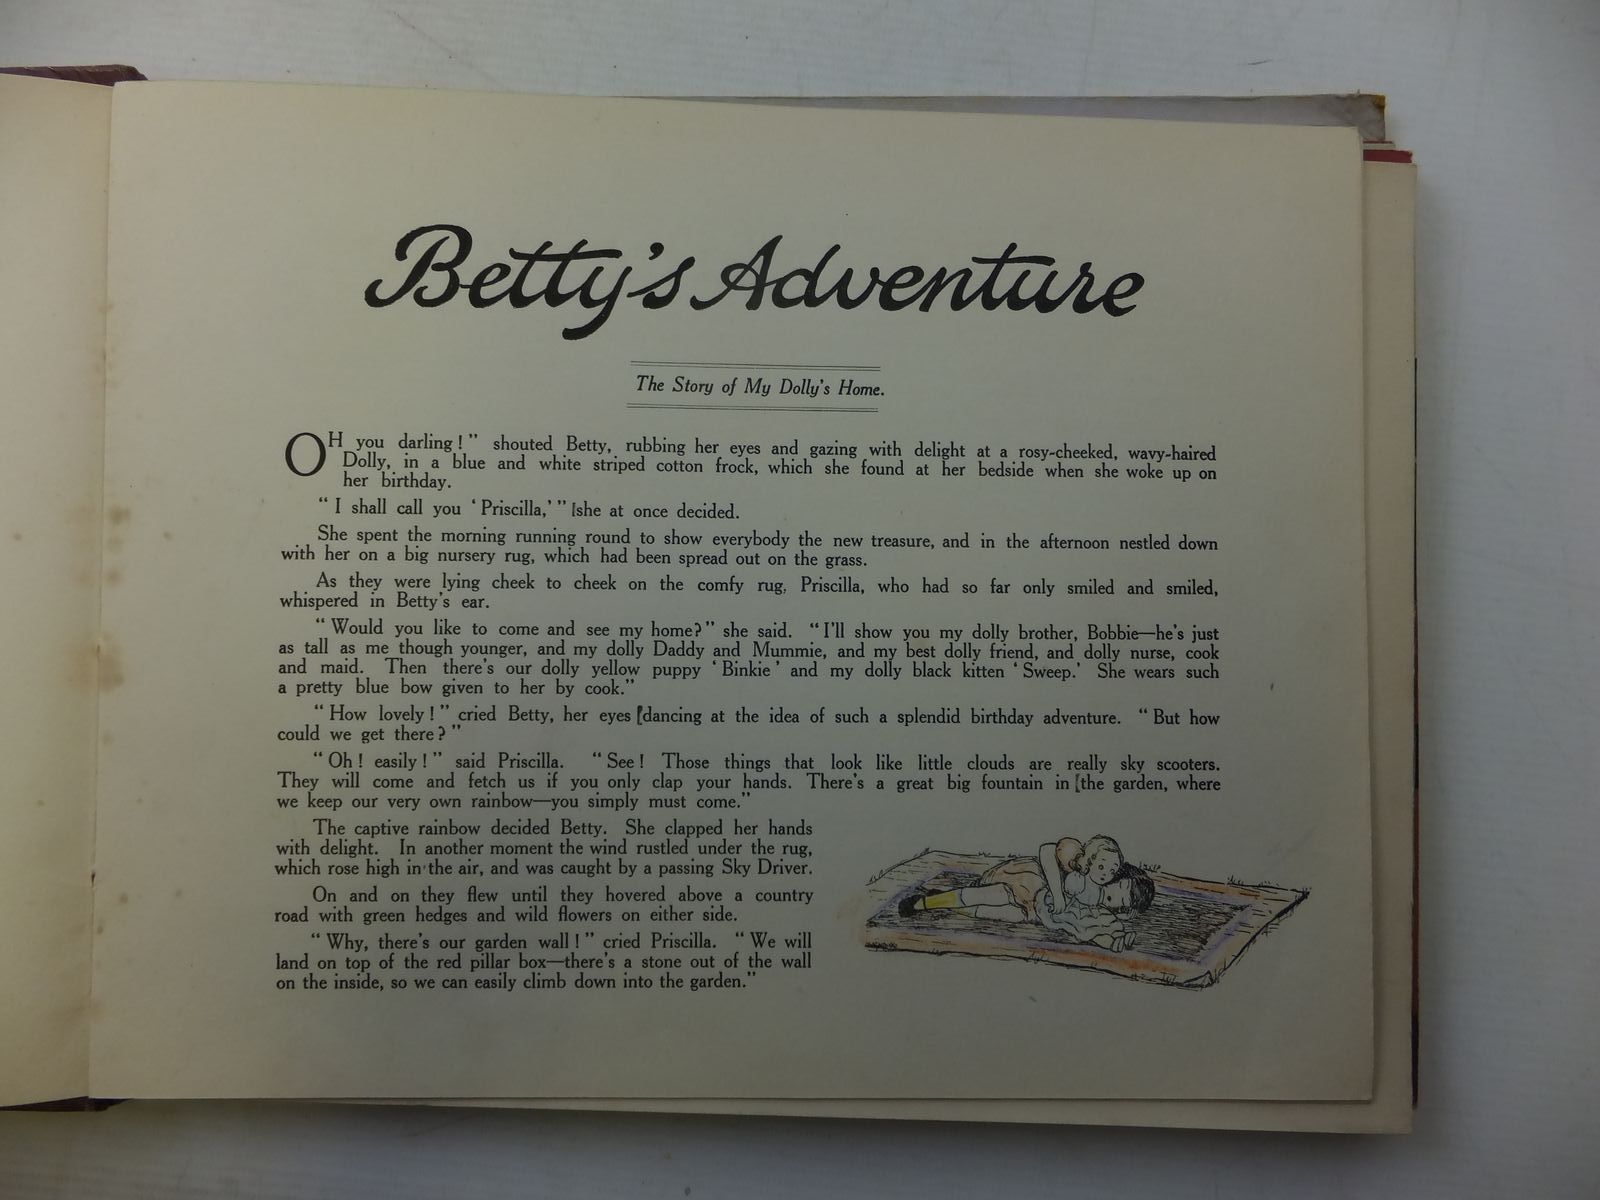 Betty's Adventure
The Story of My Dolly's Home.
OH you darling!" shouted Betty, rubbing her eyes and gazing with delight at a rosy-cheeked, wavy-haired
Dolly, in a blue and white striped cotton frock, which she found at her bedside when she woke up on
her birthday.
"I shall call you 'Priscilla,'" she at once decided.
She spent the morning running round to show everybody the new treasure, and in the afternoon nestled down
with her on a big nursery rug, which had been spread out on the grass.
As they were lying cheek to cheek on the comfy rug, Priscilla, who had so far only smiled and smiled,
whispered in Betty's ear.
"Would you like to come and see my home?" she said. "I'll show you my dolly brother, Bobbie—he's just
as tall as me though younger, and my dolly Daddy and Mummie, and my best dolly friend, and dolly nurse, cook
and maid. Then there's our dolly yellow puppy 'Binkie' and my dolly black kitten 'Sweep.' She wears such
a pretty blue bow given to her by cook."
"How lovely!" cried Betty, her eyes dancing at the idea of such a splendid birthday adventure. "But how
could we get there?"
"Oh! easily!" said Priscilla. "See! Those things that look like little clouds are really sky scooters.
They will come and fetch us if you only clap your hands. There's a great big fountain in the garden, where
we keep our very own rainbow—you simply must come."
The captive rainbow decided Betty. She clapped her hands
with delight. In another moment the wind rustled under the rug,
which rose high in the air, and was caught by a passing Sky Driver.
On and on they flew until they hovered above a country
road with green hedges and wild flowers on either side.
"Why, there's our garden wall!" cried Priscilla. "We will
land on top of the red pillar box—there's a stone out of the wall
on the inside, so we can easily climb down into the garden."